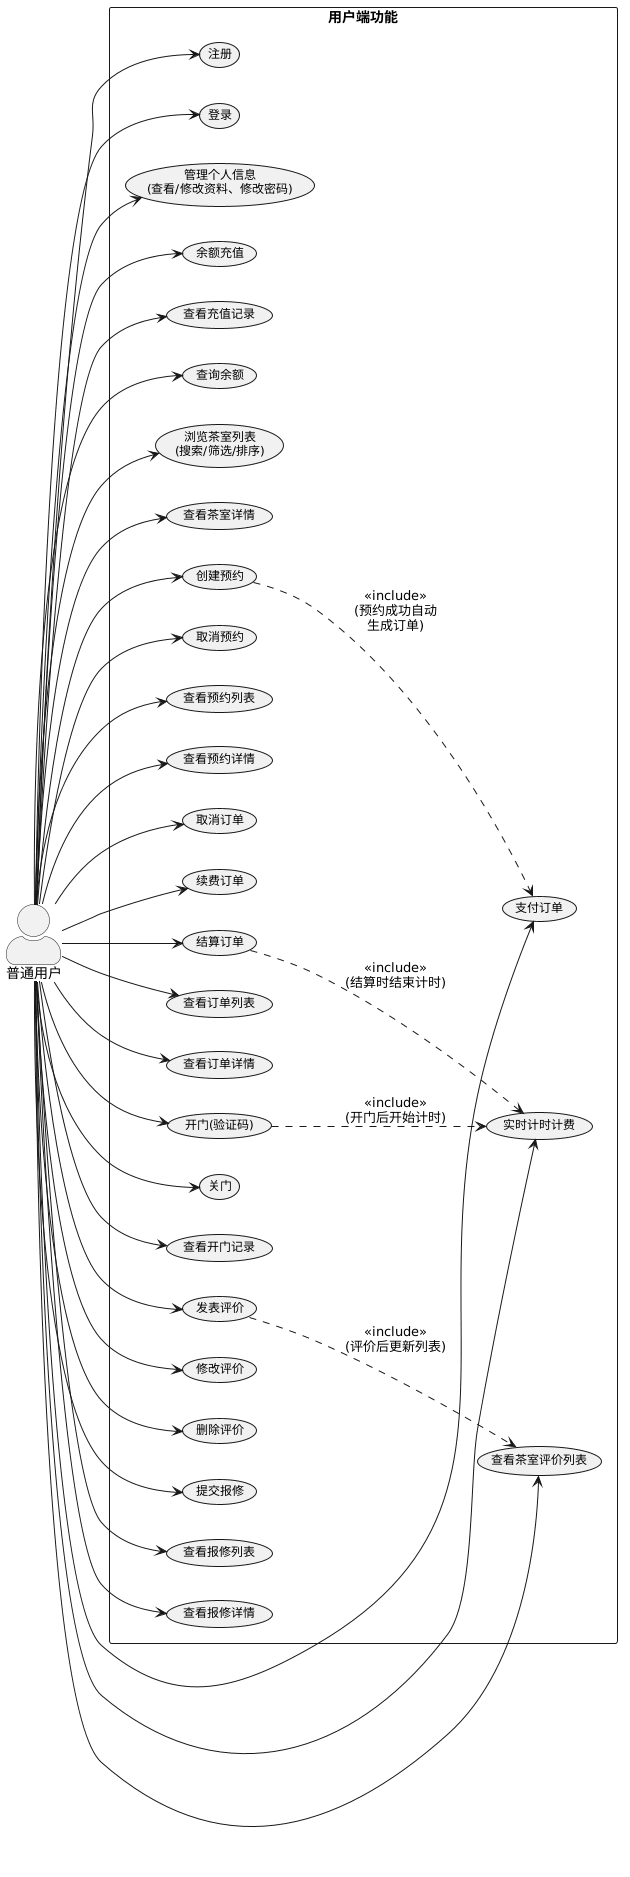 用户端功能
注册
登录
管理个人信息
(查看/修改资料、修改密码)
余额充值
查看充值记录
查询余额
浏览茶室列表
(搜索/筛选/排序)
查看茶室详情
创建预约
«include»
(预约成功自动
生成订单)
取消预约
查看预约列表
查看预约详情
取消订单
续费订单
支付订单
普通用户
结算订单
«include»
(结算时结束计时)
查看订单列表
查看订单详情
开门(验证码)
«include»
(开门后开始计时)
实时计时计费
关门
查看开门记录
发表评价
«include»
(评价后更新列表)
修改评价
删除评价
查看茶室评价列表
提交报修
查看报修列表
查看报修详情